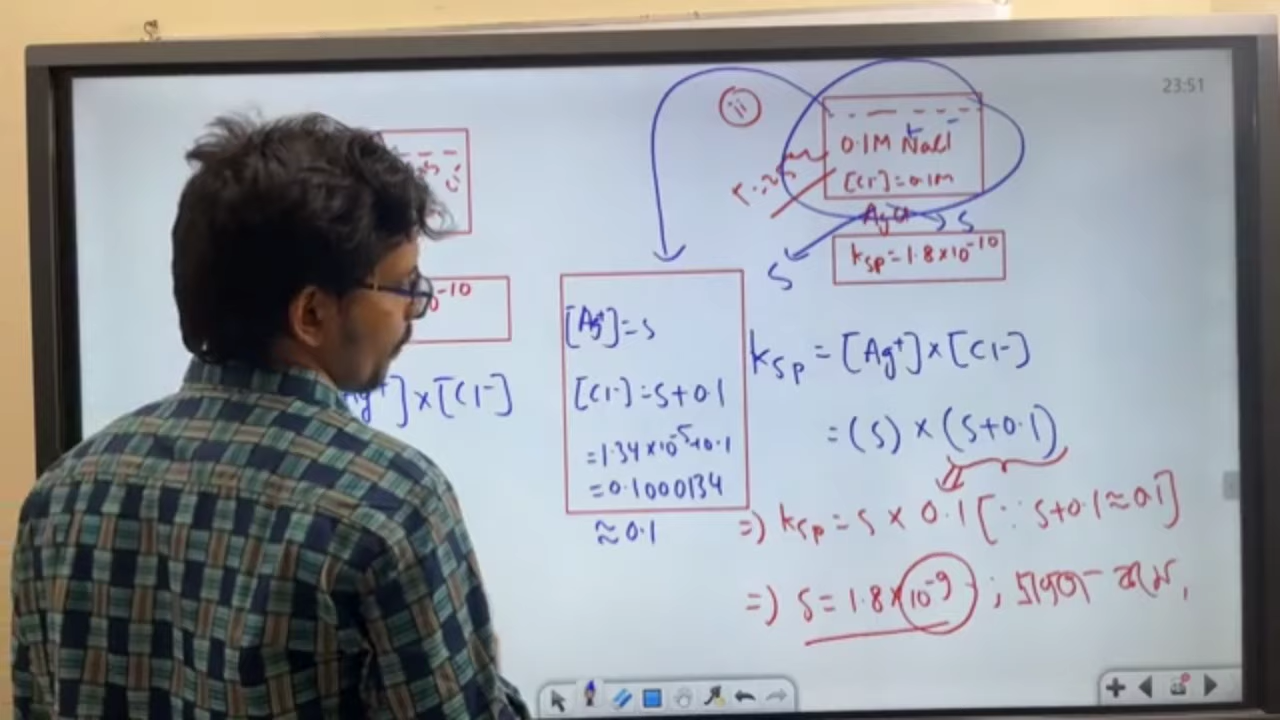 23:51
ii
0.1M NaCl
[Cl-]=0.1M
AgCl
S
S
Ksp=1.8×10⁻¹⁰
0⁻¹⁰
g⁺]×[Cl-]
[Ag⁺]=S
[Cl-]=S+0.1
=1.34×10⁻⁵+0.1
=0.1000134
≈0.1
Ksp=[Ag⁺]×[Cl-]
=(S)×(S+0.1)
=) Ksp=S×0.1[∵S+0.1≈0.1]
=) S=1.8×10⁻⁹;